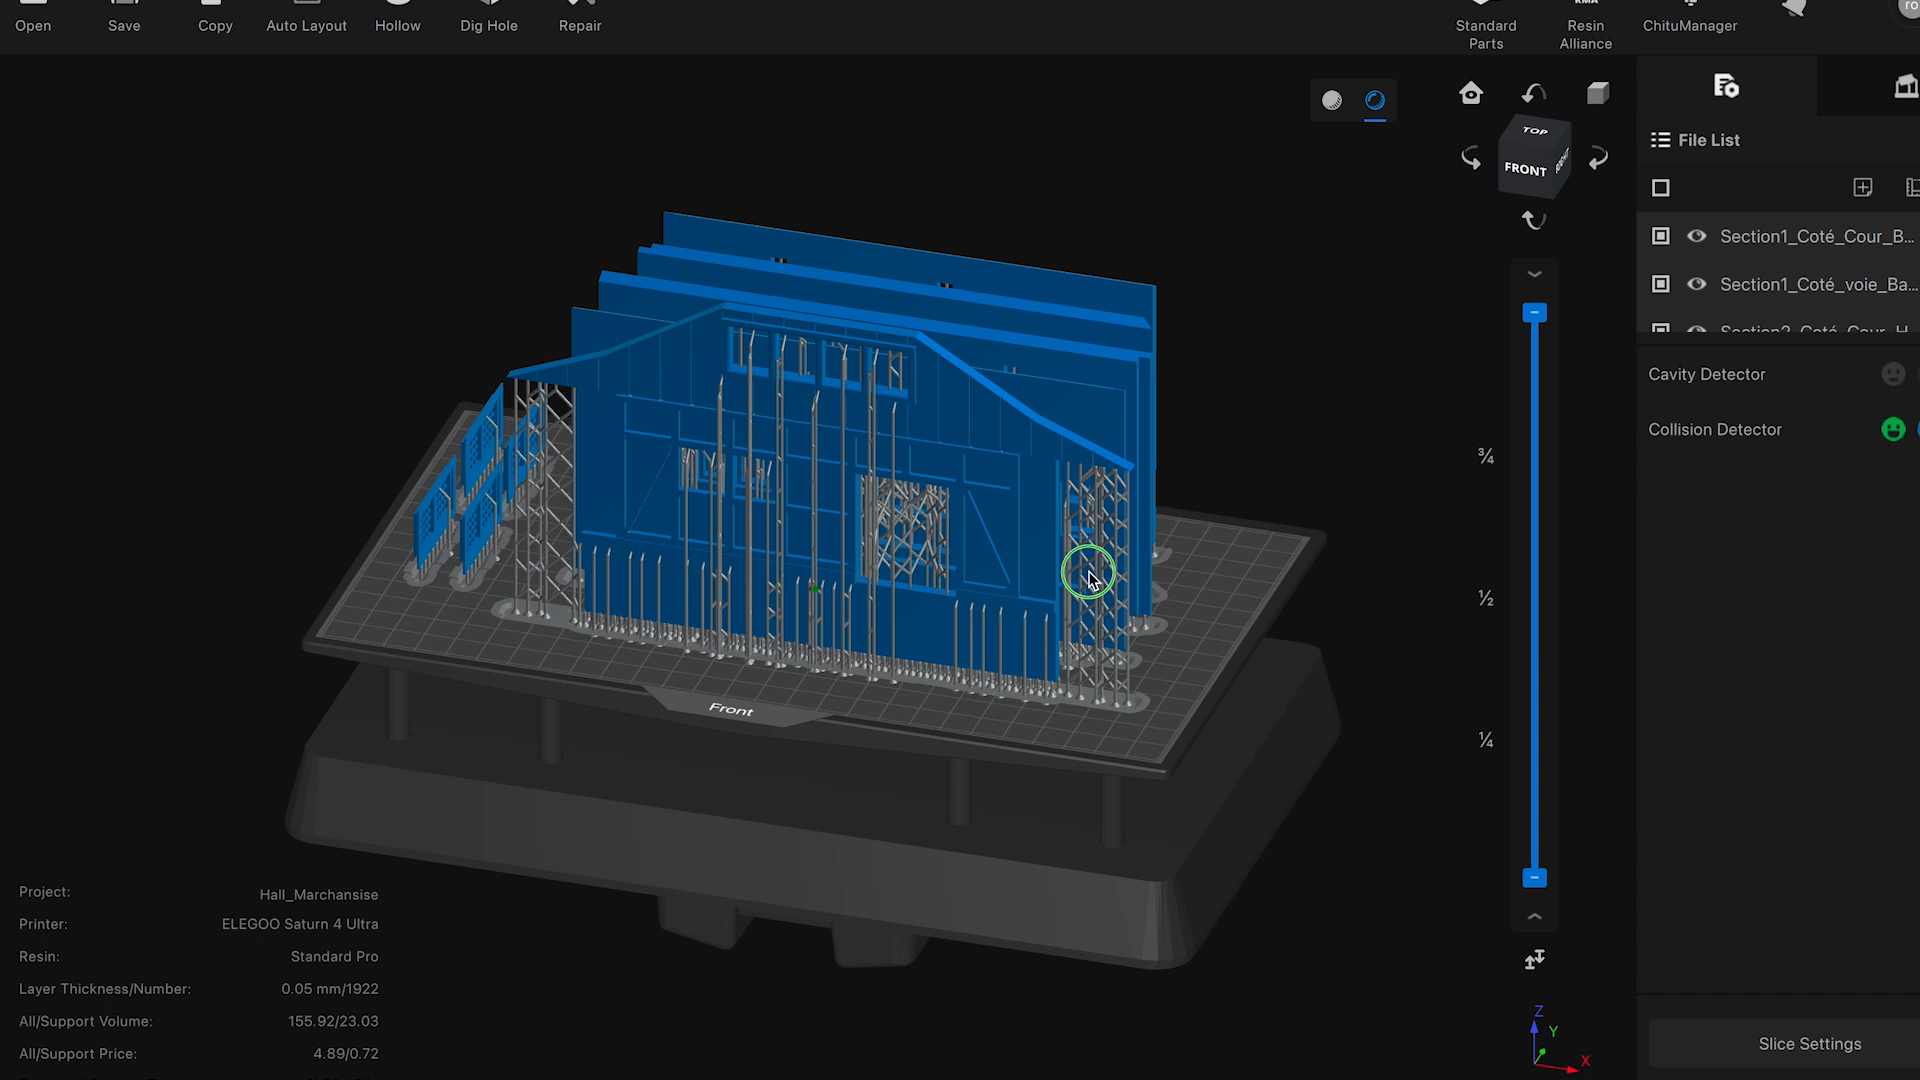 Open
Save
Copy
Auto Layout
Hollow
Dig Hole
Repair
Standard
Parts
Resin
Alliance
ChituManager
ro
TOP
FRONT
RIGHT
File List
Section1_Coté_Cour_B...
Section1_Coté_voie_Ba...
Section2_Coté_Cour_H
Cavity Detector
Collision Detector
¾
½
¼
Front
Project: Hall_Marchansise
Printer: ELEGOO Saturn 4 Ultra
Resin: Standard Pro
Layer Thickness/Number: 0.05 mm/1922
All/Support Volume: 155.92/23.03
All/Support Price: 4.89/0.72
Z
Y
X
Slice Settings